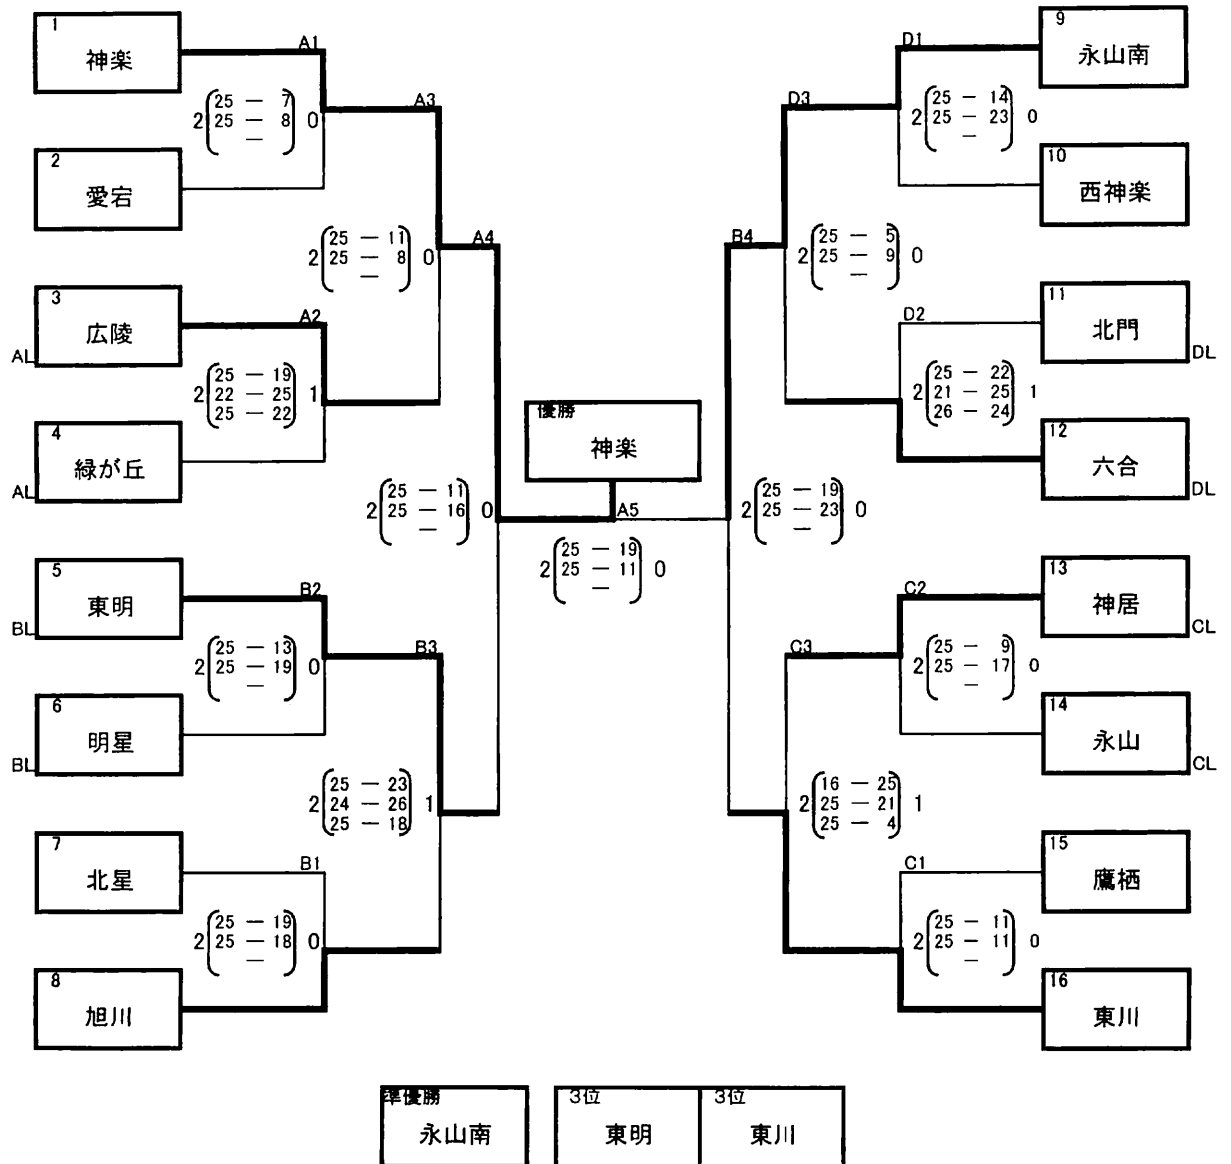 1
神楽
A1
2 25 — 7 0
25 — 8
—
2
愛宕
A3
2 25 — 11 0
25 — 8
—
3
広陵
AL
A2
2 25 — 19 1
22 — 25
25 — 22
4
緑が丘
AL
A4
2 25 — 11 0
25 — 16
—
5
東明
BL
B2
2 25 — 13 0
25 — 19
—
6
明星
BL
B3
2 25 — 23 1
24 — 26
25 — 18
7
北星
B1
2 25 — 19 0
25 — 18
—
8
旭川
優勝
神楽
A5
2 25 — 19 0
25 — 11
—
9
永山南
D1
2 25 — 14 0
25 — 23
—
10
西神楽
D3
2 25 — 5 0
25 — 9
—
11
北門
DL
D2
2 25 — 22 1
21 — 25
26 — 24
12
六合
DL
B4
2 25 — 19 0
25 — 23
—
13
神居
CL
C2
2 25 — 9 0
25 — 17
—
14
永山
CL
C3
2 16 — 25 1
25 — 21
25 — 4
15
鷹栖
C1
2 25 — 11 0
25 — 11
—
16
東川
準優勝
永山南
3位
東明
3位
東川